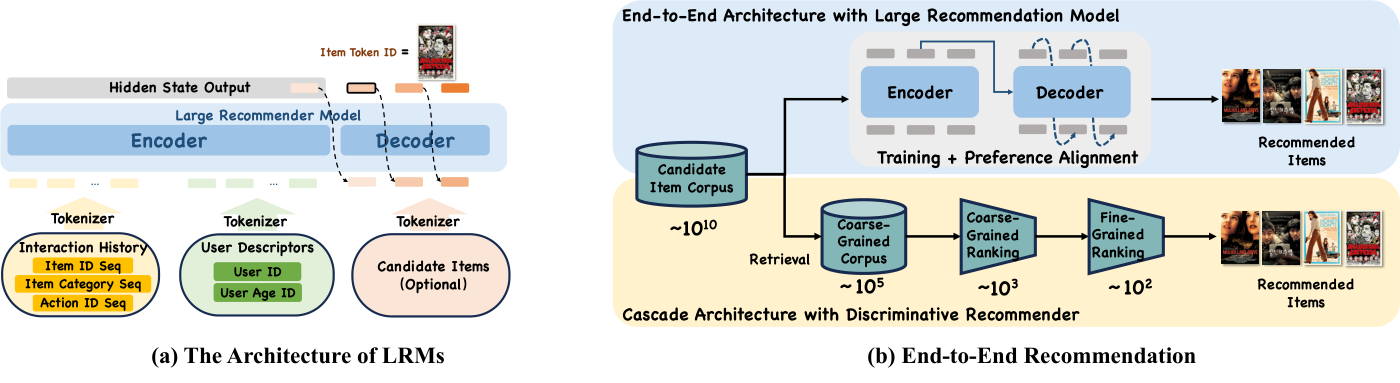 Item Token ID =
Hidden State Output
Large Recommender Model
Encoder
Decoder
...
...
Tokenizer
Tokenizer
Tokenizer
Interaction History
Item ID Seq
Item Category Seq
Action ID Seq
User Descriptors
User ID
User Age ID
Candidate Items
(Optional)
(a) The Architecture of LRMs
End-to-End Architecture with Large Recommendation Model
Encoder
Decoder
Training + Preference Alignment
Recommended
Items
Candidate
Item Corpus
~10¹⁰
Retrieval
Coarse-
Grained
Corpus
~10⁵
Coarse-
Grained
Ranking
~10³
Fine-
Grained
Ranking
~10²
Recommended
Items
Cascade Architecture with Discriminative Recommender
(b) End-to-End Recommendation